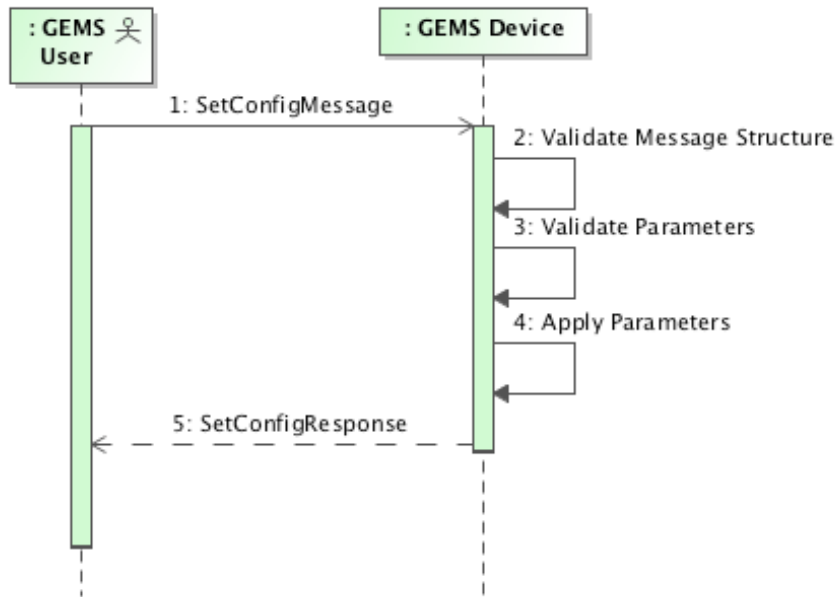 : GEMS
User
: GEMS Device
1: SetConfigMessage
2: Validate Message Structure
3: Validate Parameters
4: Apply Parameters
5: SetConfigResponse